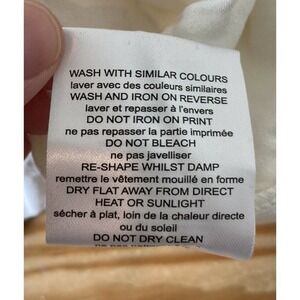 WASH WITH SIMILAR COLOURS
laver avec des couleurs similaires
WASH AND IRON ON REVERSE
laver et repasser à l'envers
DO NOT IRON ON PRINT
ne pas repasser la partie imprimée
DO NOT BLEACH
ne pas javelliser
RE-SHAPE WHILST DAMP
remettre le vêtement mouillé en forme
DRY FLAT AWAY FROM DIRECT
HEAT OR SUNLIGHT
sécher à plat, loin de la chaleur directe
ou du soleil
DO NOT DRY CLEAN
ne pas